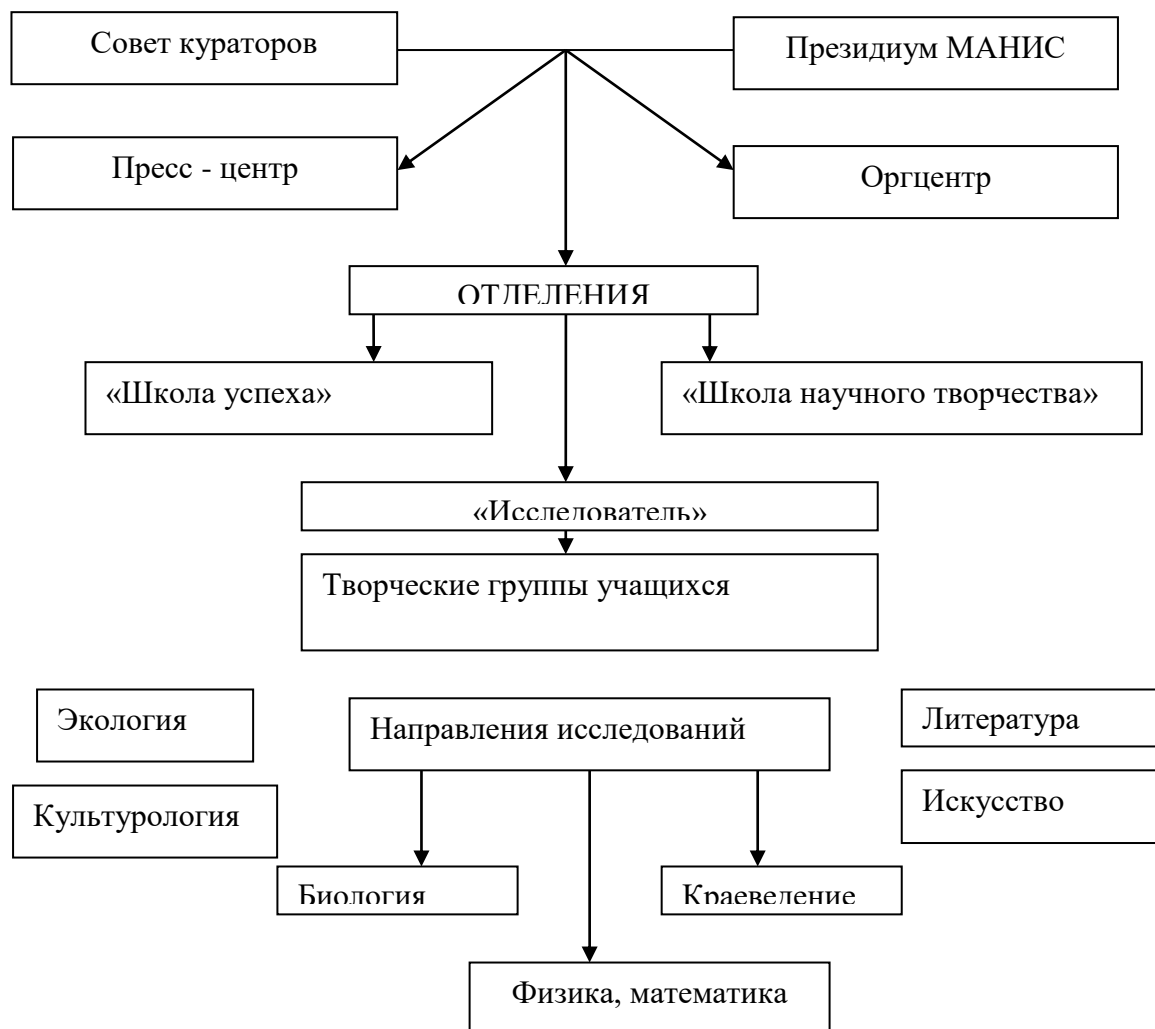 Совет кураторов
Президиум МАНИС
Пресс - центр
Оргцентр
ОТДЕЛЕНИЯ
«Школа успеха»
«Школа научного творчества»
«Исследователь»
Творческие группы учащихся
Экология
Направления исследований
Литература
Культурология
Искусство
Биология
Краеведение
Физика, математика